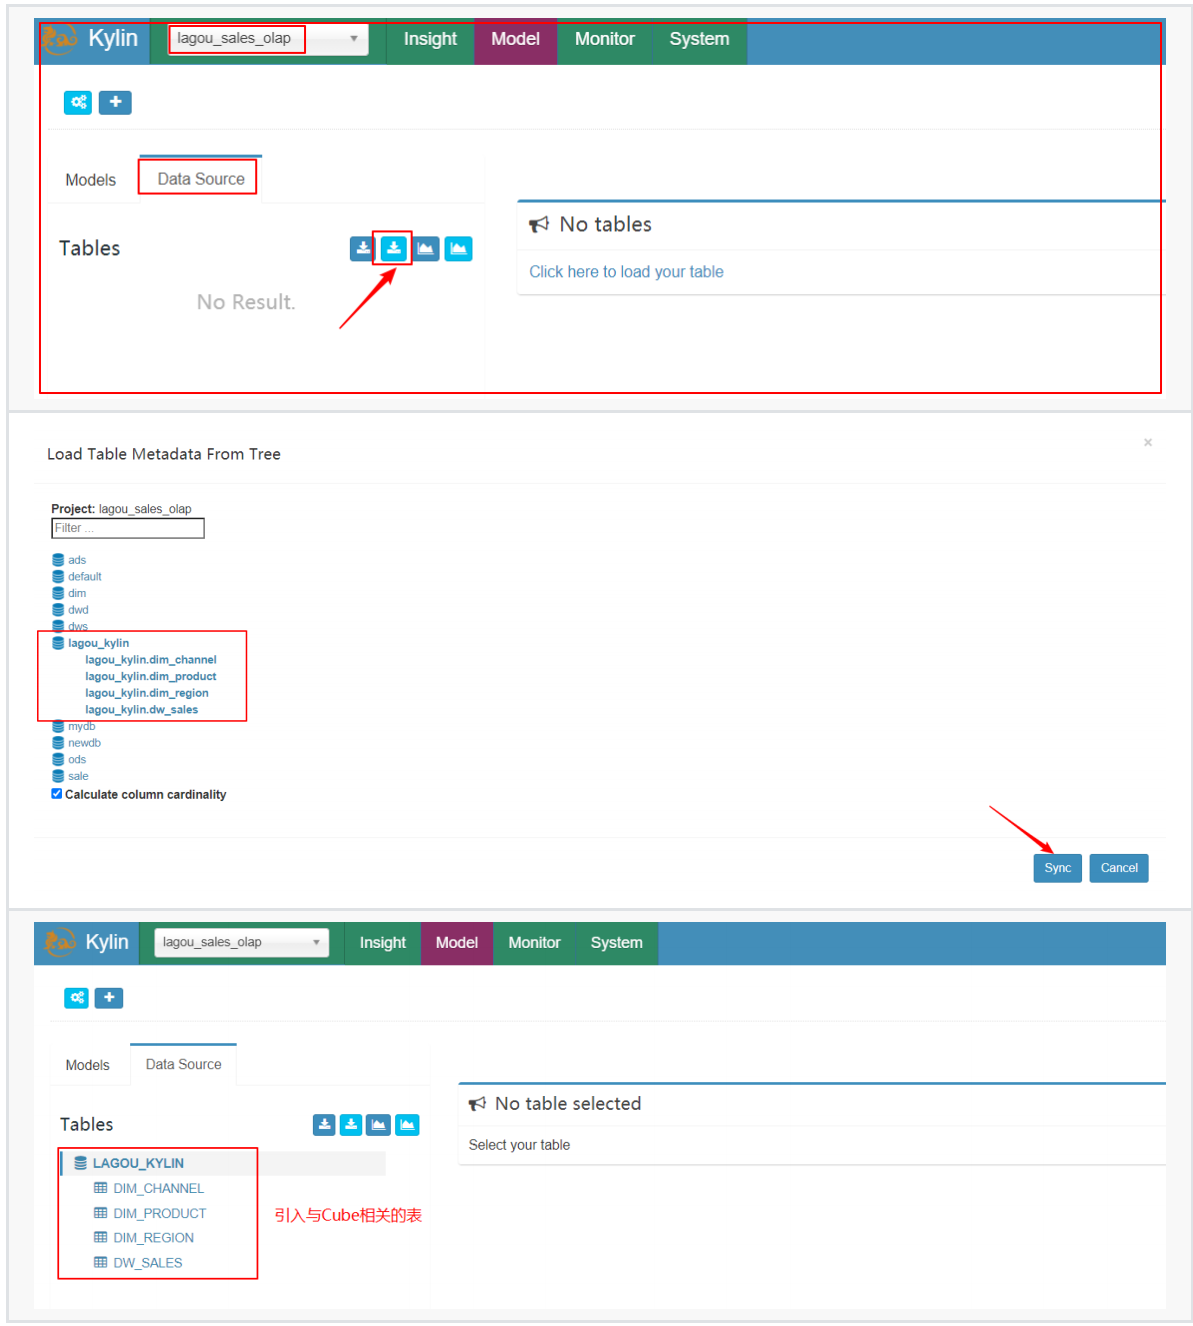 Kylin
lagou_sales_olap
Insight
Model
Monitor
System
Models
Data Source
Tables
No Result.
No tables
Click here to load your table
Load Table Metadata From Tree
×
Project: lagou_sales_olap
Filter ...
ads
default
dim
dwd
dws
lagou_kylin
lagou_kylin.dim_channel
lagou_kylin.dim_product
lagou_kylin.dim_region
lagou_kylin.dw_sales
mydb
newdb
ods
sale
Calculate column cardinality
Sync
Cancel
Kylin
lagou_sales_olap
Insight
Model
Monitor
System
Models
Data Source
Tables
LAGOU_KYLIN
DIM_CHANNEL
DIM_PRODUCT
DIM_REGION
DW_SALES
引入与Cube相关的表
No table selected
Select your table